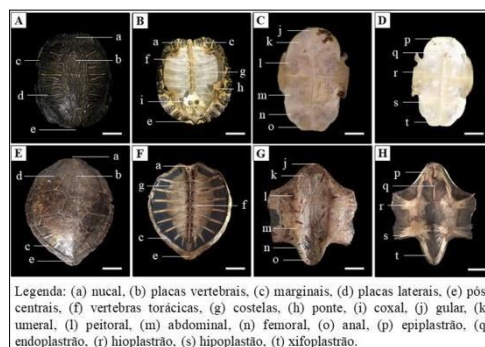 A
a
c
b
d
e
B
a
c
f
g
h
i
e
C
j
k
l
m
n
o
D
p
q
r
s
t
E
a
d
b
c
e
F
a
g
f
c
e
G
j
k
l
m
n
o
H
p
q
r
s
t
Legenda: (a) nucal, (b) placas vertebrais, (c) marginais, (d) placas laterais, (e) pós
centrais, (f) vertebras torácicas, (g) costelas, (h) ponte, (i) coxal, (j) gular, (k
umeral, (l) peitoral, (m) abdominal, (n) femoral, (o) anal, (p) epiplastrão, (q
endoplastrão, (r) hioplastrão, (s) hipoplastão, (t) xifoplastrão.